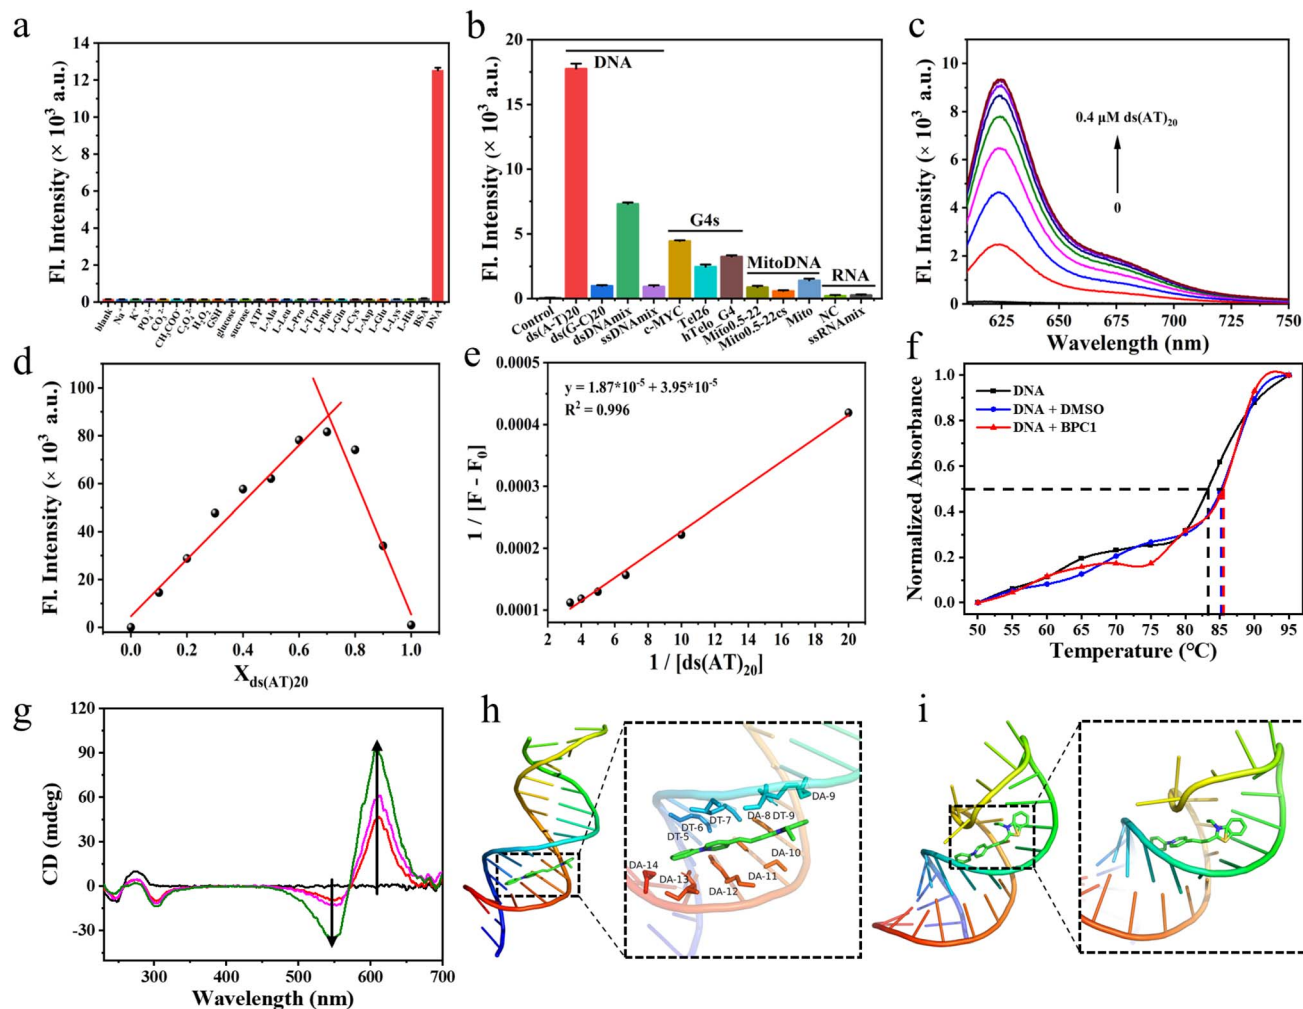 a
Fl. Intensity (× 10³ a.u.)
14
12
10
8
6
4
2
0
blank
Na⁺
K⁺
PO₄³⁻
CO₃²⁻
CH₃COO⁻
C₂O₄²⁻
H₂O₂
GSH
glucose
sucrose
ATP
L-Ala
L-Leu
L-Pro
L-Trp
L-Phe
L-Gln
L-Cys
L-Asp
L-Glu
L-Lys
L-His
BSA
DNA
b
Fl. Intensity (× 10³ a.u.)
20
15
10
5
0
DNA
G4s
MitoDNA
RNA
Control
ds(A-T)20
ds(G-C)20
dsDNAmix
ssDNAmix
c-MYC
Tel26
hTelo_G4
Mito0.5-22
Mito0.5-22cs
Mito
NC
ssRNAmix
c
Fl. Intensity (× 10³ a.u.)
10
8
6
4
2
0
0.4 μM ds(AT)₂₀
0
625 650 675 700 725 750
Wavelength (nm)
d
Fl. Intensity (× 10³ a.u.)
100
80
60
40
20
0
0.0 0.2 0.4 0.6 0.8 1.0
X ds(AT)20
e
1 / [F - F₀]
0.0005
0.0004
0.0003
0.0002
0.0001
y = 1.87*10⁻⁵ + 3.95*10⁻⁵
R² = 0.996
2 4 6 8 10 12 14 16 18 20
1 / [ds(AT)₂₀]
f
Normalized Absorbance
1.0
0.8
0.6
0.4
0.2
0.0
DNA
DNA + DMSO
DNA + BPC1
50 55 60 65 70 75 80 85 90 95
Temperature (°C)
g
CD (mdeg)
120
90
60
30
0
-30
300 400 500 600 700
Wavelength (nm)
h
DA-9
DT-7
DA-8 DT-9
DT-6
DT-5
DA-10
DA-14
DA-11
DA-13
DA-12
i